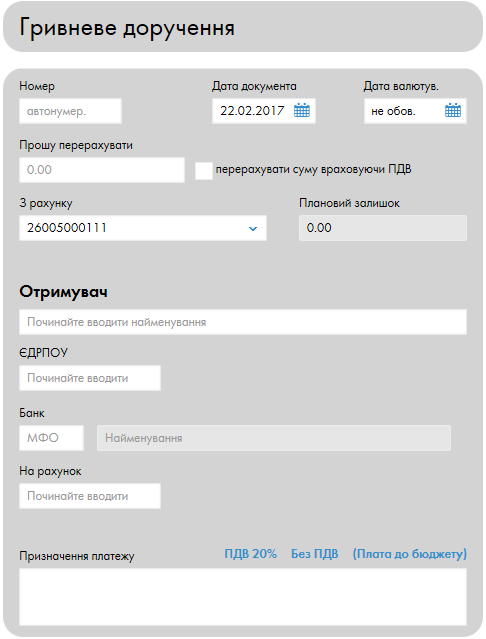 Гривневе доручення
Номер Дата документа Дата валютув.
автонумер. 22.02.2017 не обов.
Прошу перерахувати
0.00 перерахувати суму враховуючи ПДВ
З рахунку Плановий залишок
26005000111 0.00
Отримувач
Починайте вводити найменування
ЄДРПОУ
Починайте вводити
Банк
МФО Найменування
На рахунок
Починайте вводити
Призначення платежу ПДВ 20% Без ПДВ (Плата до бюджету)